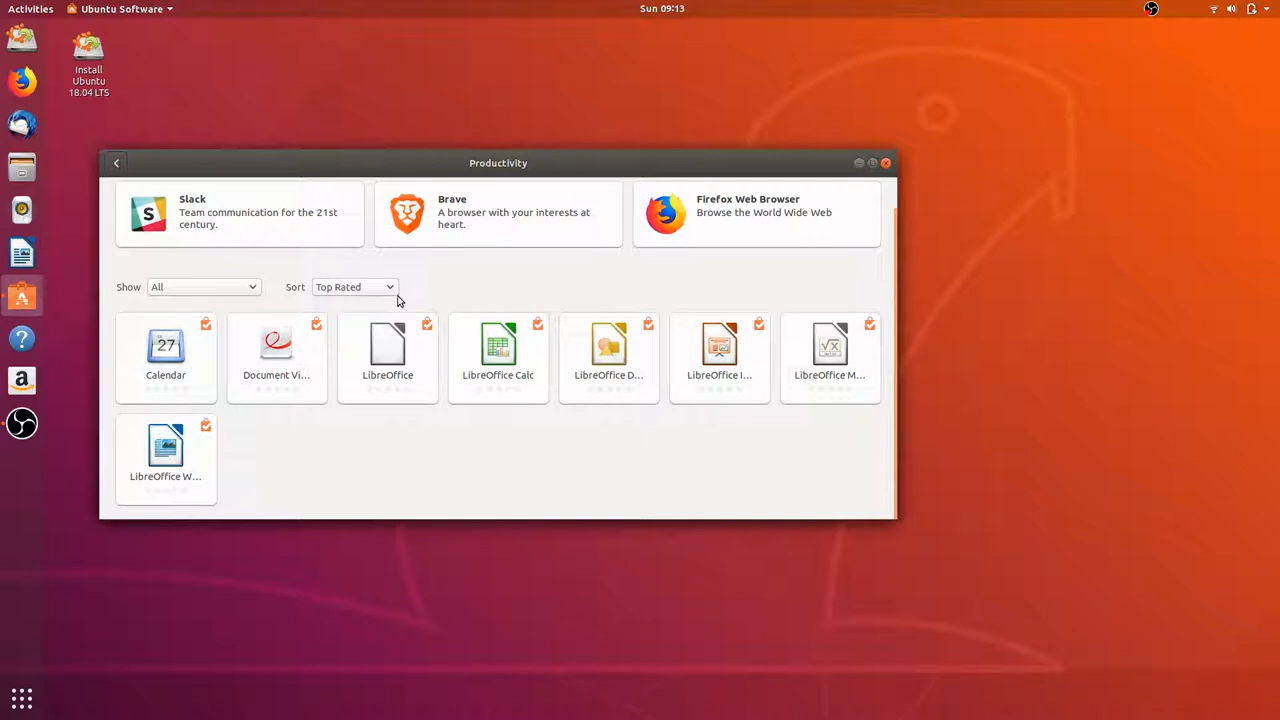 Activities
Ubuntu Software
Sun 09:13
Install
Ubuntu
18.04 LTS
Productivity
Slack
Team communication for the 21st
century.
Brave
A browser with your interests at
heart.
Firefox Web Browser
Browse the World Wide Web
Show
All
Sort
Top Rated
27
Calendar
Document Vi...
LibreOffice
LibreOffice Calc
LibreOffice D...
LibreOffice I...
LibreOffice M...
LibreOffice W...